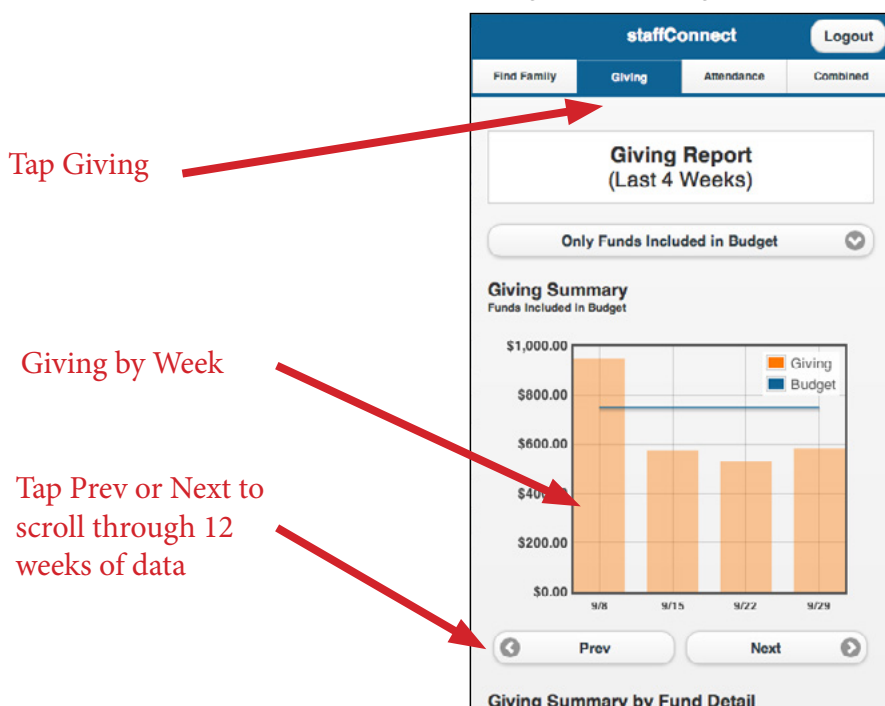 staffConnect
Logout
Find Family
Giving
Attendance
Combined
Tap Giving
Giving Report
(Last 4 Weeks)
Only Funds Included in Budget
Giving Summary
Funds Included in Budget
Giving by Week
$1,000.00
Giving
Budget
$800.00
$600.00
$400.00
$200.00
$0.00
9/8
9/15
9/22
9/29
Tap Prev or Next to
scroll through 12
weeks of data
Prev
Next
Giving Summary by Fund Detail